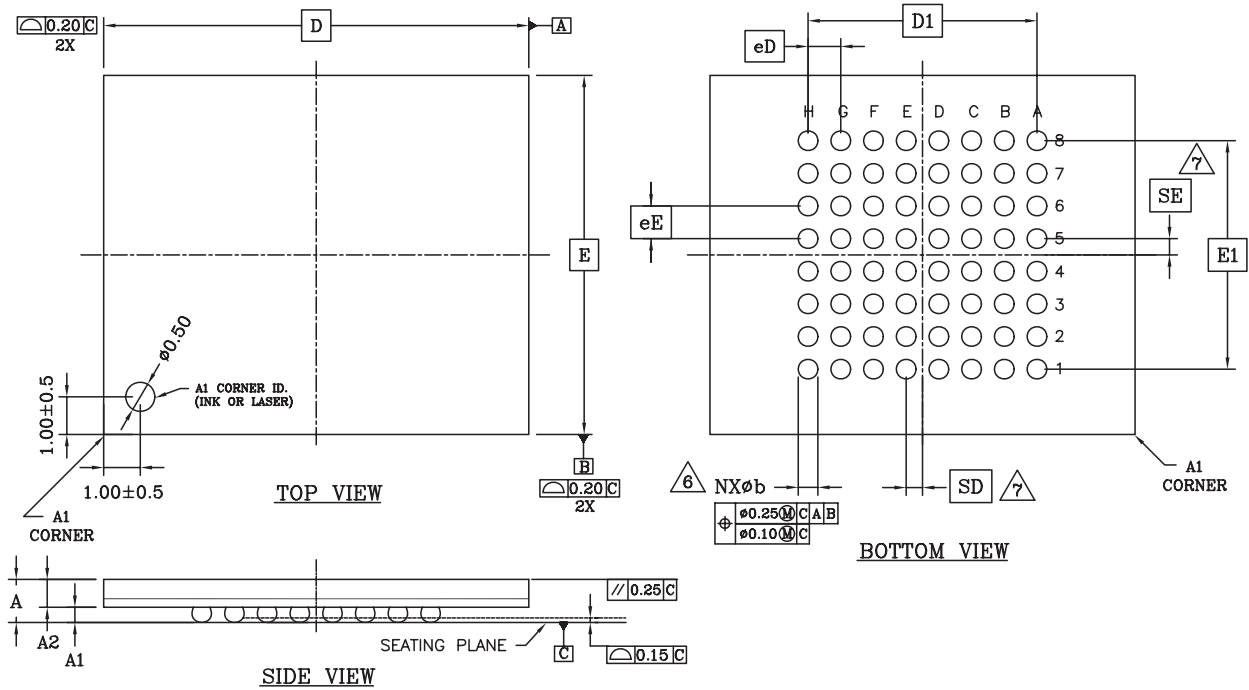 ⌓ 0.20 C
2X
D
A
E
B
⌓ 0.20 C
2X
ø0.50
A1 CORNER ID.
(INK OR LASER)
1.00±0.5
1.00±0.5
A1
CORNER
TOP VIEW
D1
eD
H G F E D C B A
8
7
6
5
4
3
2
1
7
SE
eE
E1
6
NXøb
SD
7
⌖ ø0.25 Ⓜ C A B
ø0.10 Ⓜ C
A1
CORNER
BOTTOM VIEW
A
A2
A1
// 0.25 C
SEATING PLANE
C
⌓ 0.15 C
SIDE VIEW